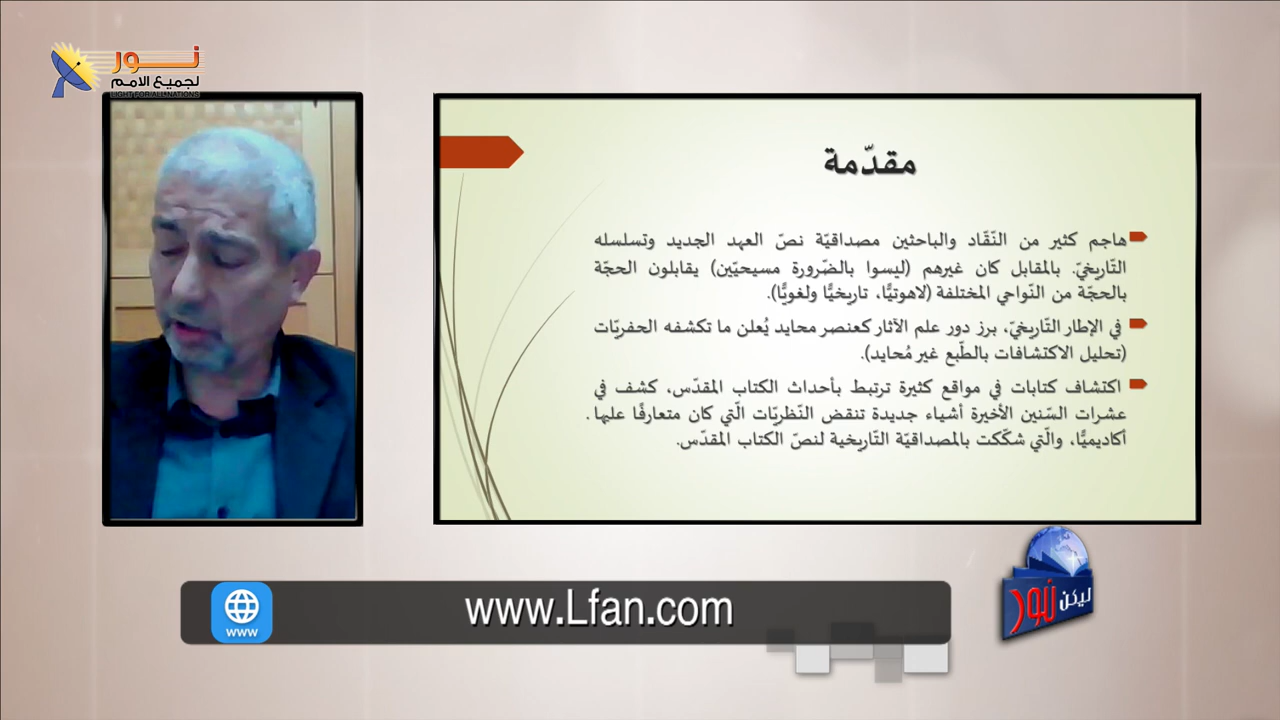 نور
لجميع الامم
LIGHT FOR ALL NATIONS
مقدّمة
هاجم كثير من النّقّاد والباحثين مصداقيّة نصّ العهد الجديد وتسلسله
التّاريخيّ. بالمقابل كان غيرهم (ليسوا بالضّرورة مسيحيّين) يقابلون الحجّة
بالحجّة من النّواحي المختلفة (لاهوتيًّا، تاريخيًّا ولغويًّا).
في الإطار التّاريخيّ، برز دور علم الآثار كعنصر محايد يُعلن ما تكشفه الحفريّات
(تحليل الاكتشافات بالطّبع غير مُحايد).
اكتشاف كتابات في مواقع كثيرة ترتبط بأحداث الكتاب المقدّس، كشف في
عشرات السّنين الأخيرة أشياء جديدة تنقض النّظريّات الّتي كان متعارفًا عليها .
أكاديميًّا، والّتي شكّكت بالمصداقيّة التّاريخية لنصّ الكتاب المقدّس.
www
www.Lfan.com
ليكن نور